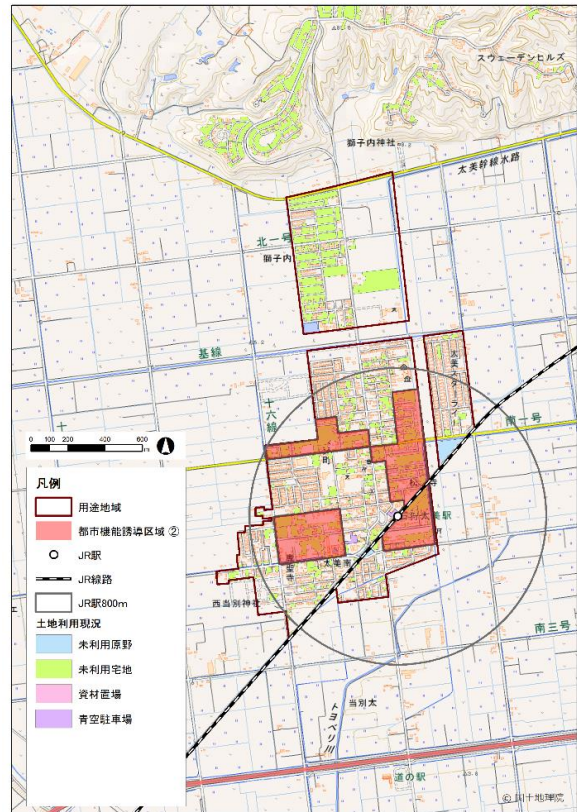 スウェーデンヒルズ
獅子内神社
太美幹線水路
北一号
獅子内
基線
十六線
太美スターライト
南一号
十
町
太美駅
太美南
西当別神社
南三号
当別太
トヨベリ川
道の駅
0 100 200 400 600
m
凡例
用途地域
都市機能誘導区域 ②
JR駅
JR線路
JR駅800m
土地利用現況
未利用原野
未利用宅地
資材置場
青空駐車場
© 国土地理院